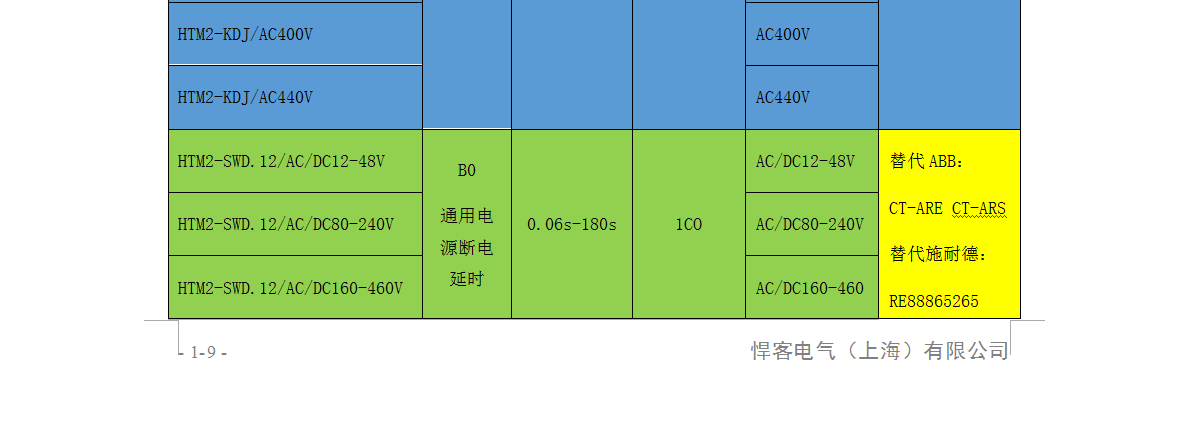 HTM2-KDJ/AC400V
AC400V
HTM2-KDJ/AC440V
AC440V
HTM2-SWD.12/AC/DC12-48V
HTM2-SWD.12/AC/DC80-240V
HTM2-SWD.12/AC/DC160-460V
B0
通用电
源断电
延时
0.06s-180s
1CO
AC/DC12-48V
AC/DC80-240V
AC/DC160-460
替代 ABB：
CT-ARE CT-ARS
替代施耐德：
RE88865265
- 1-9 -
悍客电气（上海）有限公司